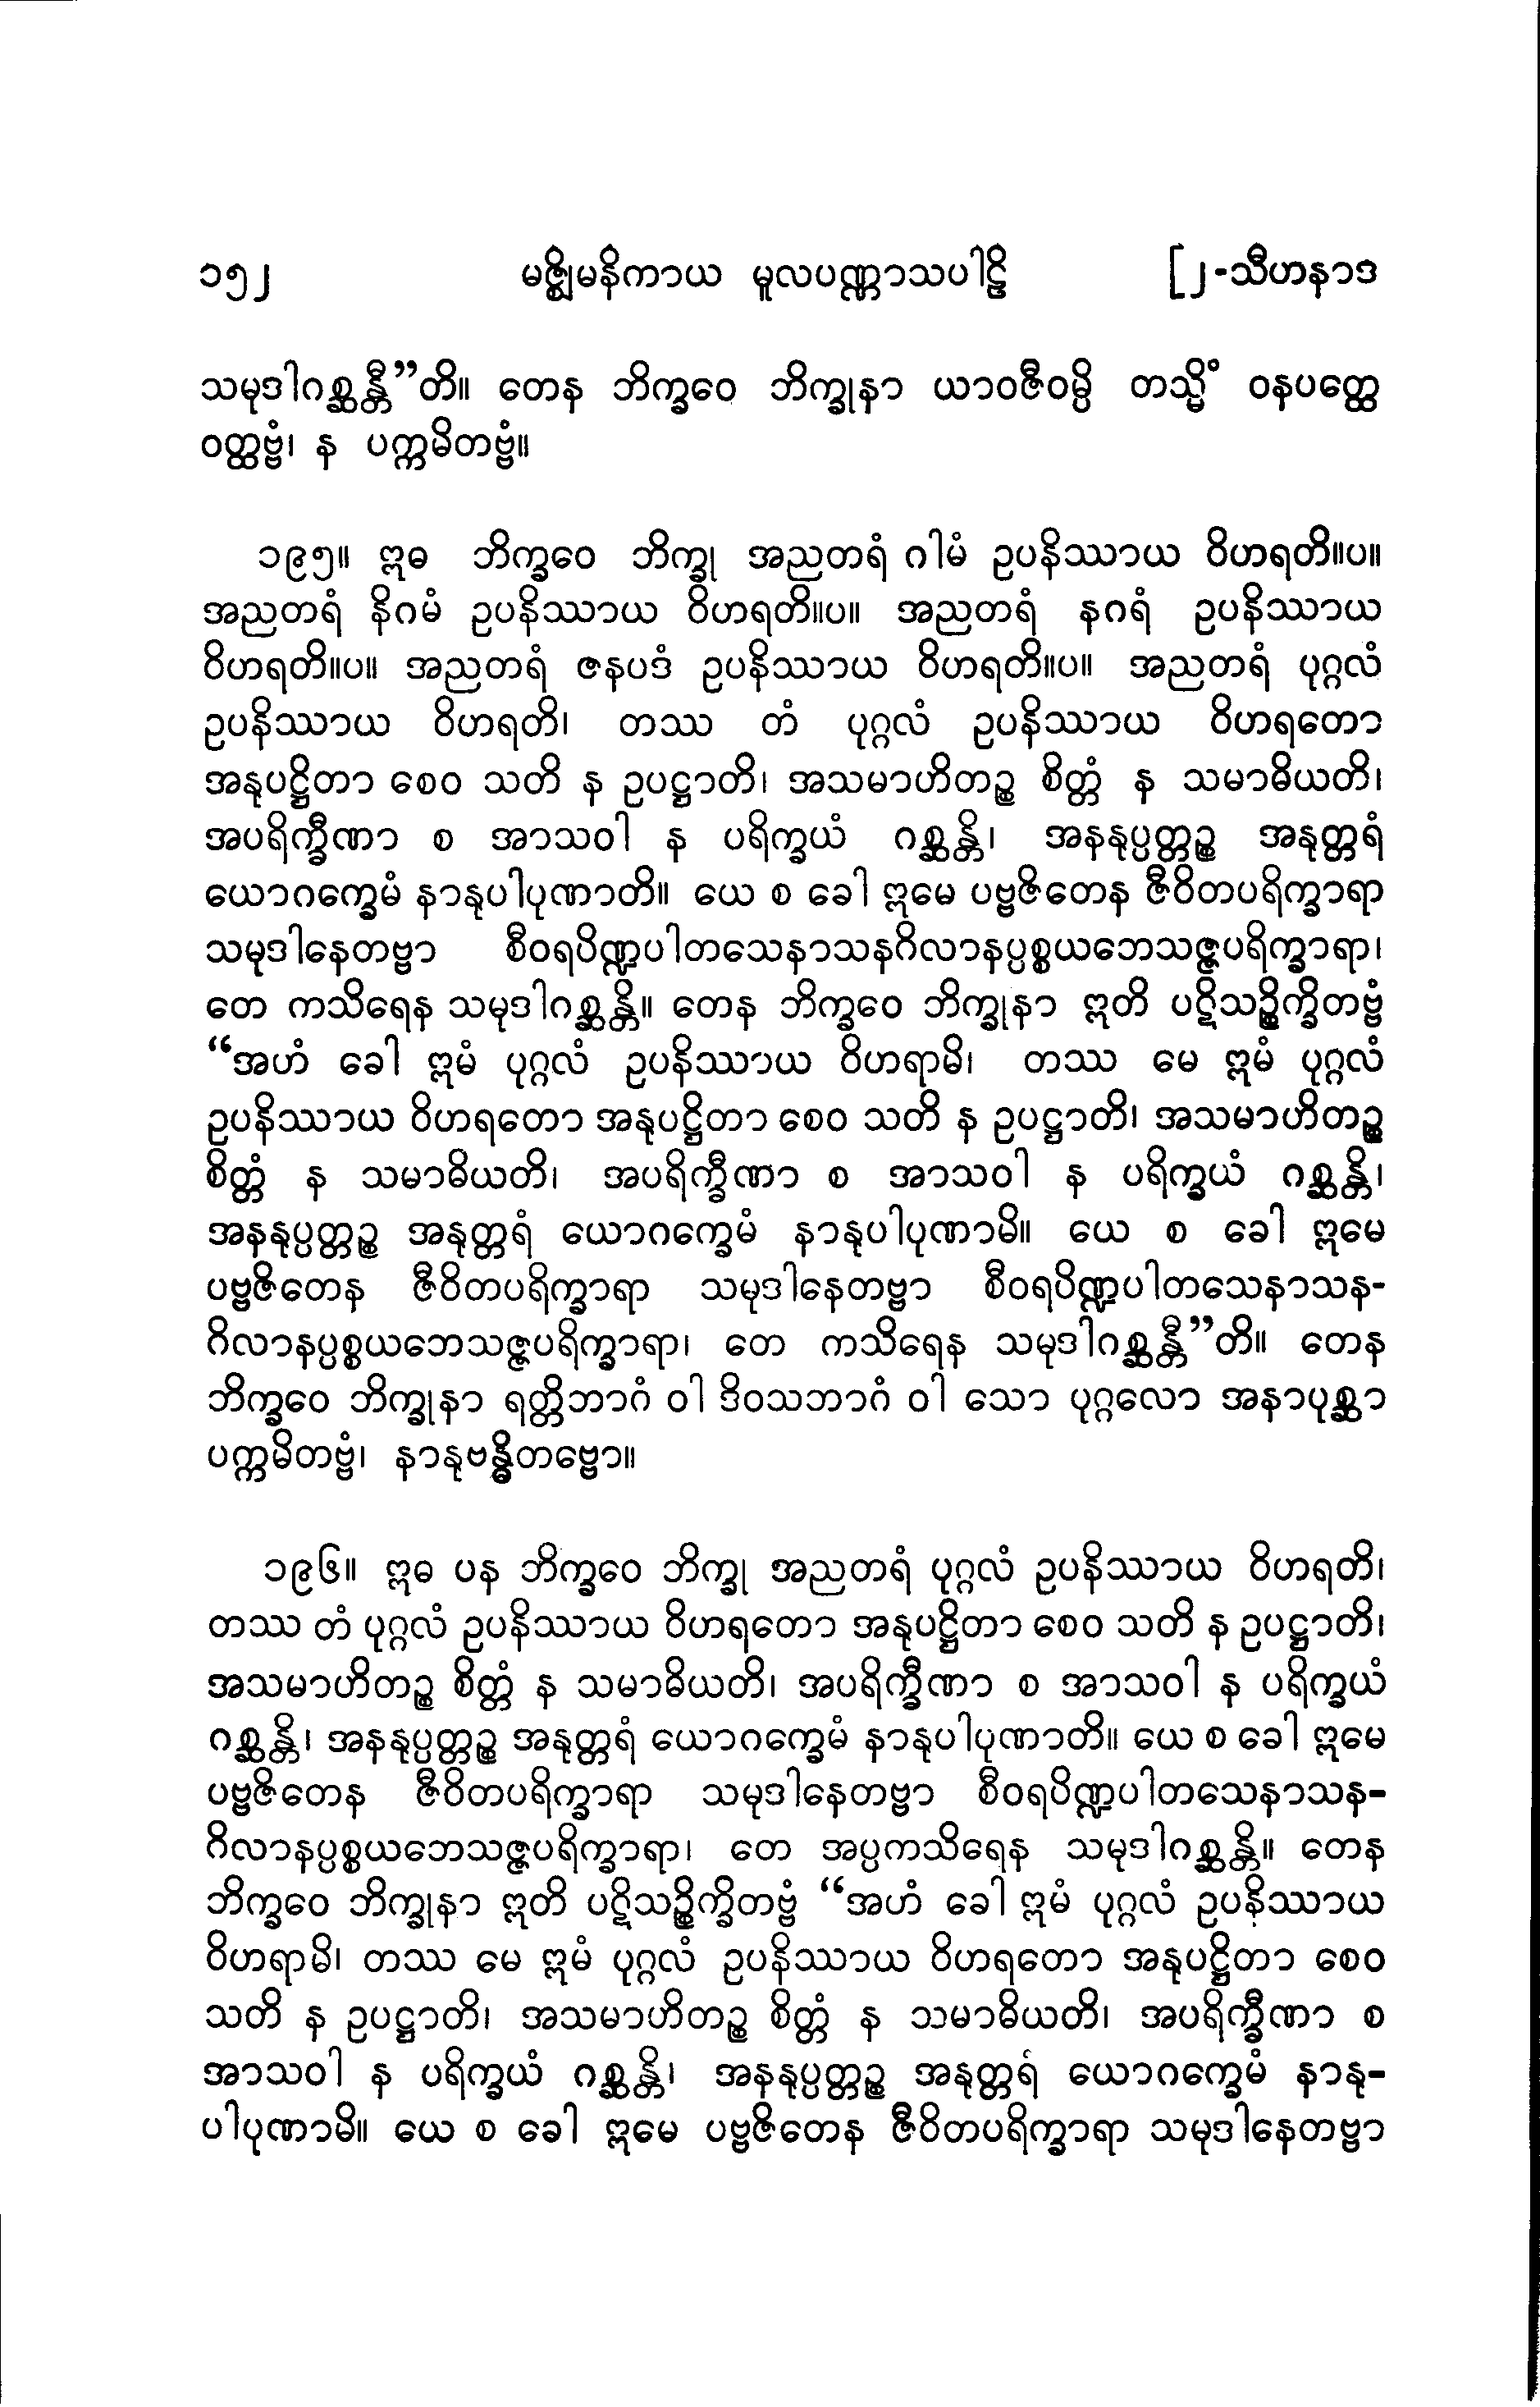 ၁၅၂ မဇ္ဈိမနိကာယ မူလပဏ္ဏာသပါဠိ [၂-သီဟနာဒ
သမုဒါဂစ္ဆန္တီ”တိ။ တေန ဘိက္ခဝေ ဘိက္ခုနာ ယာဝဇီဝမ္ပိ တသ္မိံ ဝနပတ္ထေ
ဝတ္ထဗ္ဗံ၊ န ပက္ကမိတဗ္ဗံ။
၁၉၅။ ဣဓ ဘိက္ခဝေ ဘိက္ခု အညတရံ ဂါမံ ဥပနိဿာယ ဝိဟရတိ။ပ။
အညတရံ နိဂမံ ဥပနိဿာယ ဝိဟရတိ။ပ။ အညတရံ နဂရံ ဥပနိဿာယ
ဝိဟရတိ။ပ။ အညတရံ ဇနပဒံ ဥပနိဿာယ ဝိဟရတိ။ပ။ အညတရံ ပုဂ္ဂလံ
ဥပနိဿာယ ဝိဟရတိ၊ တဿ တံ ပုဂ္ဂလံ ဥပနိဿာယ ဝိဟရတော
အနုပဋ္ဌိတာ စေဝ သတိ န ဥပဋ္ဌာတိ၊ အသမာဟိတဉ္စ စိတ္တံ န သမာဓိယတိ၊
အပရိက္ခီဏာ စ အာသဝါ န ပရိက္ခယံ ဂစ္ဆန္တိ၊ အနနုပ္ပတ္တဉ္စ အနုတ္တရံ
ယောဂက္ခေမံ နာနုပါပုဏာတိ။ ယေ စ ခေါ ဣမေ ပဗ္ဗဇိတေန ဇီဝိတပရိက္ခာရာ
သမုဒါနေတဗ္ဗာ စီဝရပိဏ္ဍပါတသေနာသနဂိလာနပ္ပစ္စယဘေသဇ္ဇပရိက္ခာရာ၊
တေ ကသိရေန သမုဒါဂစ္ဆန္တိ။ တေန ဘိက္ခဝေ ဘိက္ခုနာ ဣတိ ပဋိသဉ္စိက္ခိတဗ္ဗံ
“အဟံ ခေါ ဣမံ ပုဂ္ဂလံ ဥပနိဿာယ ဝိဟရာမိ၊ တဿ မေ ဣမံ ပုဂ္ဂလံ
ဥပနိဿာယ ဝိဟရတော အနုပဋ္ဌိတာ စေဝ သတိ န ဥပဋ္ဌာတိ၊ အသမာဟိတဉ္စ
စိတ္တံ န သမာဓိယတိ၊ အပရိက္ခီဏာ စ အာသဝါ န ပရိက္ခယံ ဂစ္ဆန္တိ၊
အနနုပ္ပတ္တဉ္စ အနုတ္တရံ ယောဂက္ခေမံ နာနုပါပုဏာမိ။ ယေ စ ခေါ ဣမေ
ပဗ္ဗဇိတေန ဇီဝိတပရိက္ခာရာ သမုဒါနေတဗ္ဗာ စီဝရပိဏ္ဍပါတသေနာသန-
ဂိလာနပ္ပစ္စယဘေသဇ္ဇပရိက္ခာရာ၊ တေ ကသိရေန သမုဒါဂစ္ဆန္တီ”တိ။ တေန
ဘိက္ခဝေ ဘိက္ခုနာ ရတ္တိဘာဂံ ဝါ ဒိဝသဘာဂံ ဝါ သော ပုဂ္ဂလော အနာပုစ္ဆာ
ပက္ကမိတဗ္ဗံ၊ နာနုဗန္ဓိတဗ္ဗော။
၁၉၆။ ဣဓ ပန ဘိက္ခဝေ ဘိက္ခု အညတရံ ပုဂ္ဂလံ ဥပနိဿာယ ဝိဟရတိ၊
တဿ တံ ပုဂ္ဂလံ ဥပနိဿာယ ဝိဟရတော အနုပဋ္ဌိတာ စေဝ သတိ န ဥပဋ္ဌာတိ၊
အသမာဟိတဉ္စ စိတ္တံ န သမာဓိယတိ၊ အပရိက္ခီဏာ စ အာသဝါ န ပရိက္ခယံ
ဂစ္ဆန္တိ၊ အနနုပ္ပတ္တဉ္စ အနုတ္တရံ ယောဂက္ခေမံ နာနုပါပုဏာတိ။ ယေ စ ခေါ ဣမေ
ပဗ္ဗဇိတေန ဇီဝိတပရိက္ခာရာ သမုဒါနေတဗ္ဗာ စီဝရပိဏ္ဍပါတသေနာသန-
ဂိလာနပ္ပစ္စယဘေသဇ္ဇပရိက္ခာရာ၊ တေ အပ္ပကသိရေန သမုဒါဂစ္ဆန္တိ။ တေန
ဘိက္ခဝေ ဘိက္ခုနာ ဣတိ ပဋိသဉ္စိက္ခိတဗ္ဗံ “အဟံ ခေါ ဣမံ ပုဂ္ဂလံ ဥပနိဿာယ
ဝိဟရာမိ၊ တဿ မေ ဣမံ ပုဂ္ဂလံ ဥပနိဿာယ ဝိဟရတော အနုပဋ္ဌိတာ စေဝ
သတိ န ဥပဋ္ဌာတိ၊ အသမာဟိတဉ္စ စိတ္တံ န သမာဓိယတိ၊ အပရိက္ခီဏာ စ
အာသဝါ န ပရိက္ခယံ ဂစ္ဆန္တိ၊ အနနုပ္ပတ္တဉ္စ အနုတ္တရံ ယောဂက္ခေမံ နာနု-
ပါပုဏာမိ။ ယေ စ ခေါ ဣမေ ပဗ္ဗဇိတေန ဇီဝိတပရိက္ခာရာ သမုဒါနေတဗ္ဗာ